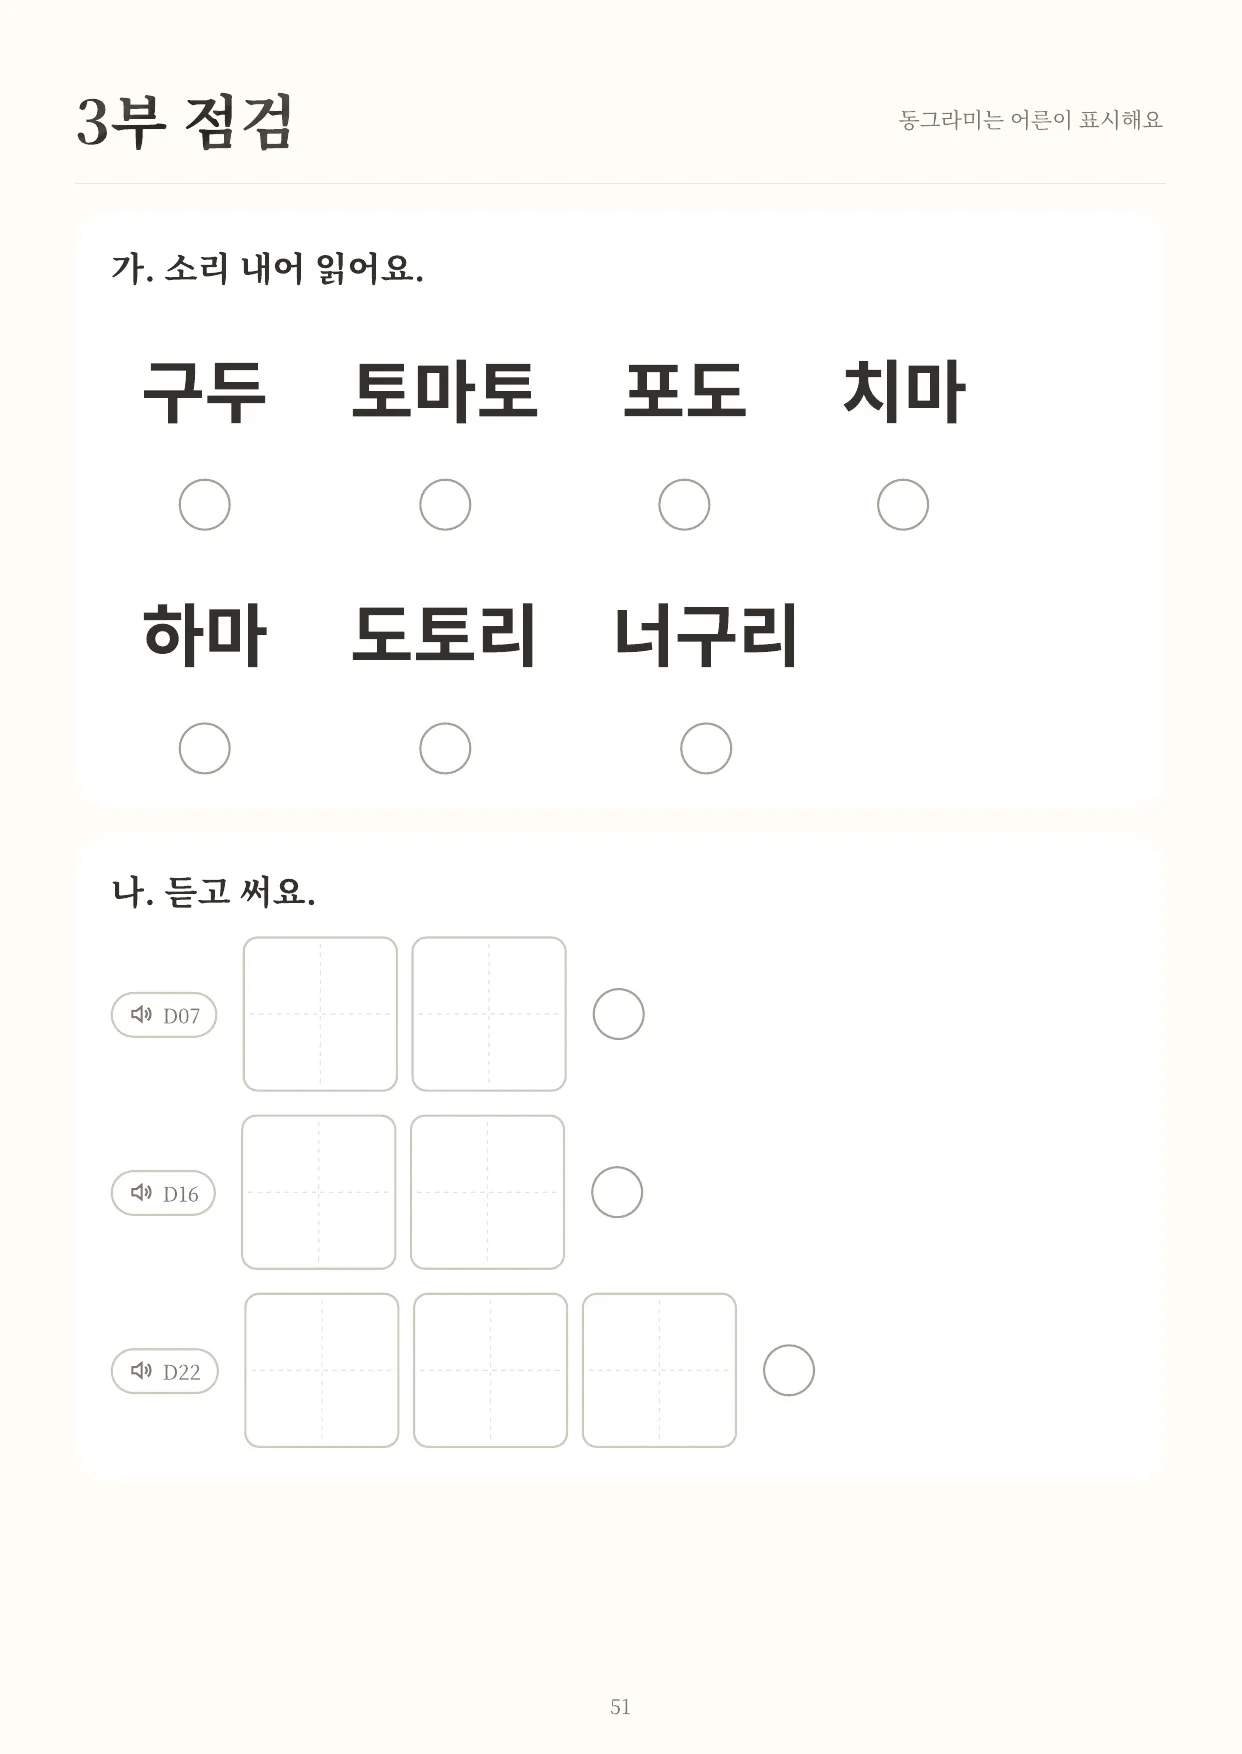 3부 점검
동그라미는 어른이 표시해요
가. 소리 내어 읽어요.
구두 토마토 포도 치마
하마 도토리 너구리
나. 듣고 써요.
D07
D16
D22
51